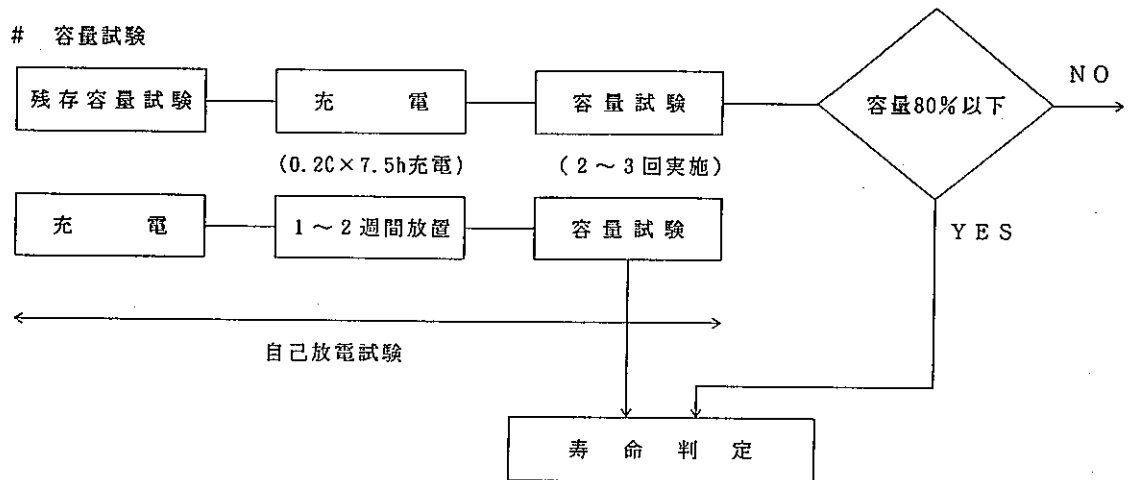 # 容量試験
残存容量試験
充電
容量試験
容量80%以下
NO
(0.2C×7.5h充電)
(2～3回実施)
充電
1～2週間放置
容量試験
YES
自己放電試験
寿命判定